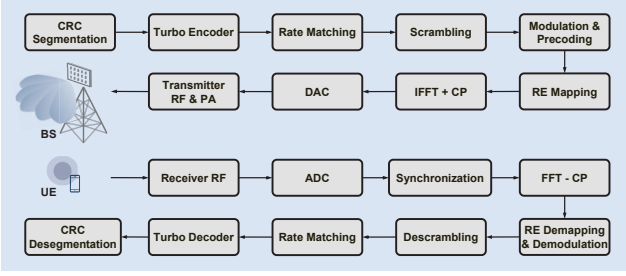 CRC
Segmentation
Turbo Encoder
Rate Matching
Scrambling
Modulation &
Precoding
Transmitter
RF & PA
DAC
IFFT + CP
RE Mapping
BS
UE
Receiver RF
ADC
Synchronization
FFT - CP
CRC
Desegmentation
Turbo Decoder
Rate Matching
Descrambling
RE Demapping
& Demodulation